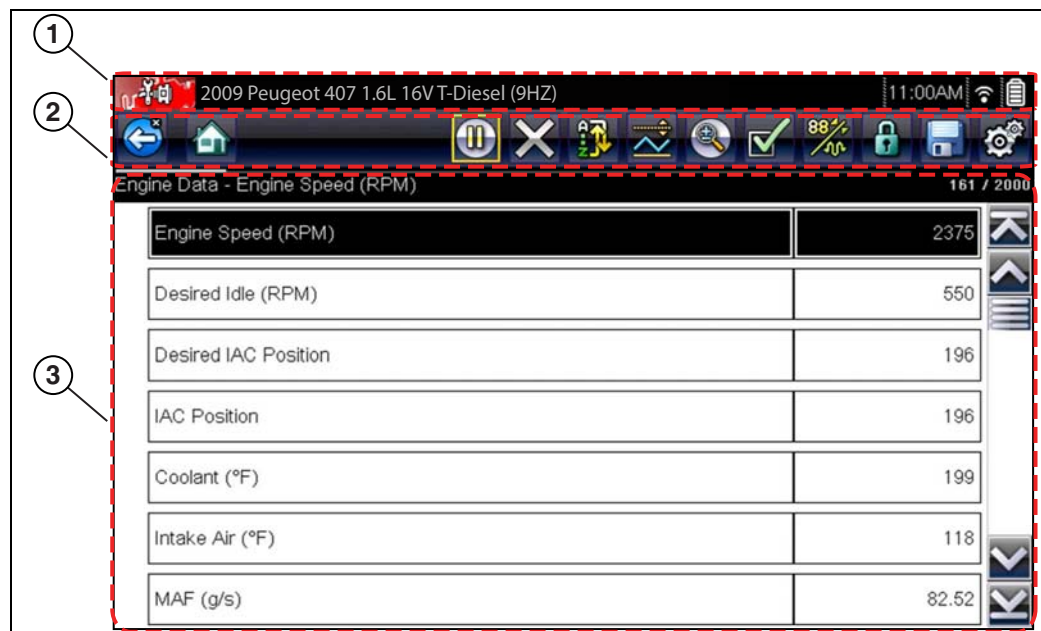 1
2009 Peugeot 407 1.6L 16V T-Diesel (9HZ) 11:00AM
2
A z 88
Engine Data - Engine Speed (RPM) 161 / 2000
Engine Speed (RPM) 2375
Desired Idle (RPM) 550
Desired IAC Position 196
3
IAC Position 196
Coolant (°F) 199
Intake Air (°F) 118
MAF (g/s) 82.52